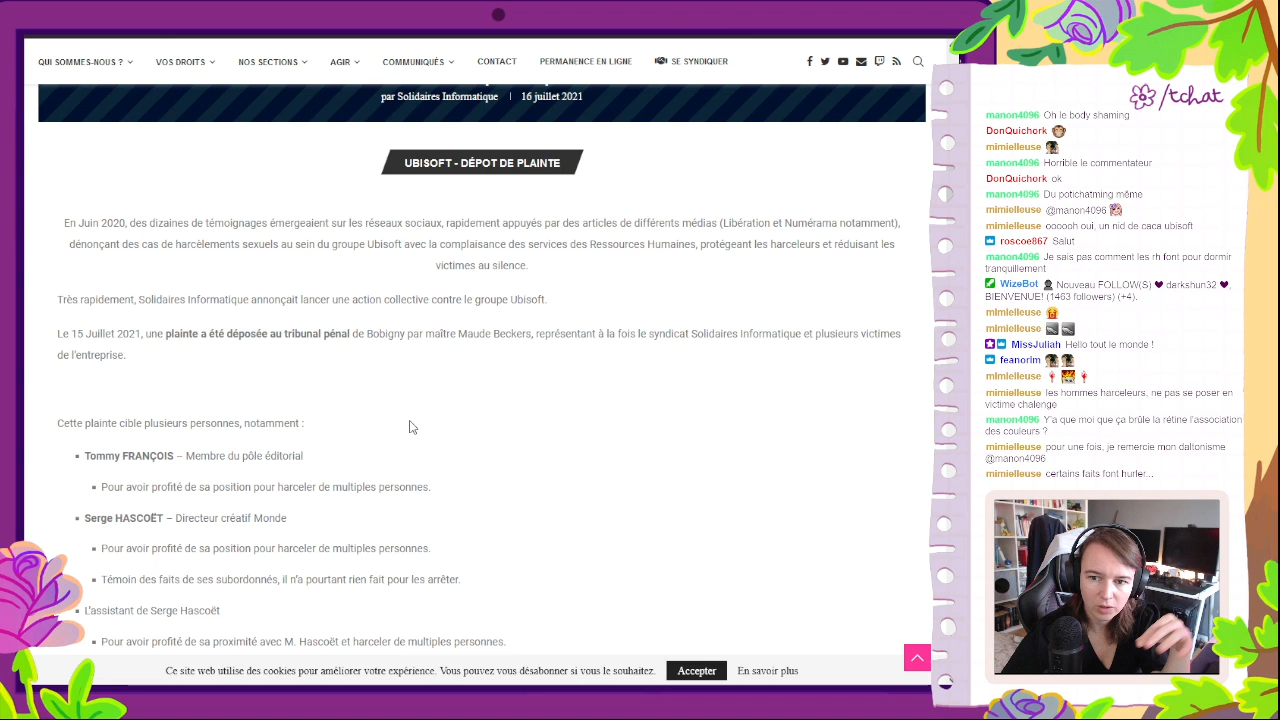 QUI SOMMES-NOUS ?
VOS DROITS
NOS SECTIONS
AGIR
COMMUNIQUÉS
CONTACT
PERMANENCE EN LIGNE
SE SYNDIQUER
par Solidaires Informatique | 16 juillet 2021
UBISOFT - DÉPOT DE PLAINTE
En Juin 2020, des dizaines de témoignages émergeaient sur les réseaux sociaux, rapidement appuyés par des articles de différents médias (Libération et Numérama notamment),
dénonçant des cas de harcèlements sexuels au sein du groupe Ubisoft avec la complaisance des services des Ressources Humaines, protégeant les harceleurs et réduisant les
victimes au silence.
Très rapidement, Solidaires Informatique annonçait lancer une action collective contre le groupe Ubisoft.
Le 15 Juillet 2021, une plainte a été déposée au tribunal pénal de Bobigny par maître Maude Beckers, représentant à la fois le syndicat Solidaires Informatique et plusieurs victimes
de l'entreprise.
Cette plainte cible plusieurs personnes, notamment :
Tommy FRANÇOIS – Membre du pôle éditorial
Pour avoir profité de sa position pour harceler de multiples personnes.
Serge HASCOËT – Directeur créatif Monde
Pour avoir profité de sa position pour harceler de multiples personnes.
Témoin des faits de ses subordonnés, il n'a pourtant rien fait pour les arrêter.
L'assistant de Serge Hascoët
Pour avoir profité de sa proximité avec M. Hascoët et harceler de multiples personnes.
Ce site web utilise des cookies pour améliorer votre expérience. Vous pouvez vous désabonner si vous le souhaitez.
Accepter
En savoir plus
/tchat
manon4096 Oh le body shaming
DonQuichork
mimielleuse
manon4096 Horrible le commentateur
DonQuichork ok
manon4096 Du potichatming même
mimielleuse @manon4096
mimielleuse oooooh oui, un nid de caca ubisoft
roscoe867 Salut
manon4096 Je sais pas comment les rh font pour dormir
tranquillement
WizeBot Nouveau FOLLOW(S) ♥ darkshun32 ♥,
BIENVENUE! (1463 followers) (+4).
mimielleuse
mimielleuse
MissJuliah Hello tout le monde !
feanorim
mimielleuse
mimielleuse les hommes harceleurs, ne pas se poser en
victime chalenge
manon4096 Y'a que moi que ça brûla la rétine l'association
des couleurs ?
mimielleuse pour une fois, je remercie mon daltonisme
@manon4096
mimielleuse certains faits font hurler...